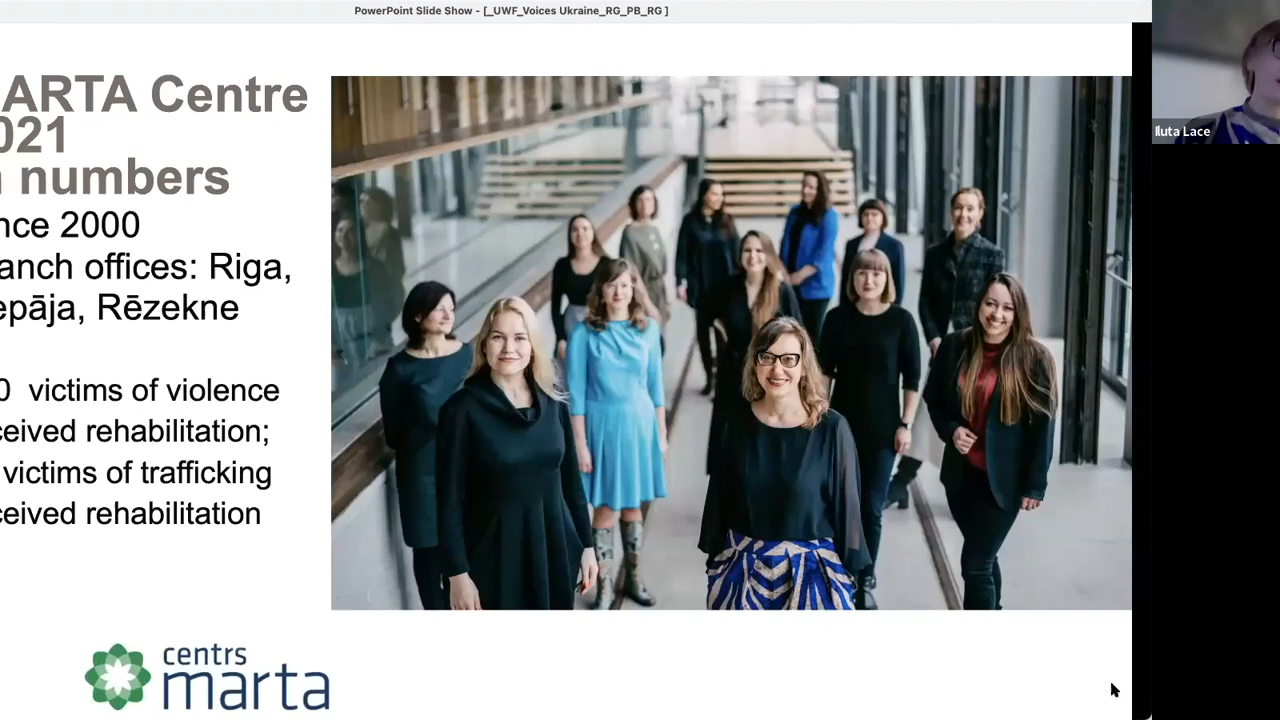 PowerPoint Slide Show - [_UWF_Voices Ukraine_RG_PB_RG ]
ARTA Centre
021
numbers
nce 2000
anch offices: Riga,
epāja, Rēzekne
0 victims of violence
ceived rehabilitation;
victims of trafficking
ceived rehabilitation
centrs
marta
Iluta Lace